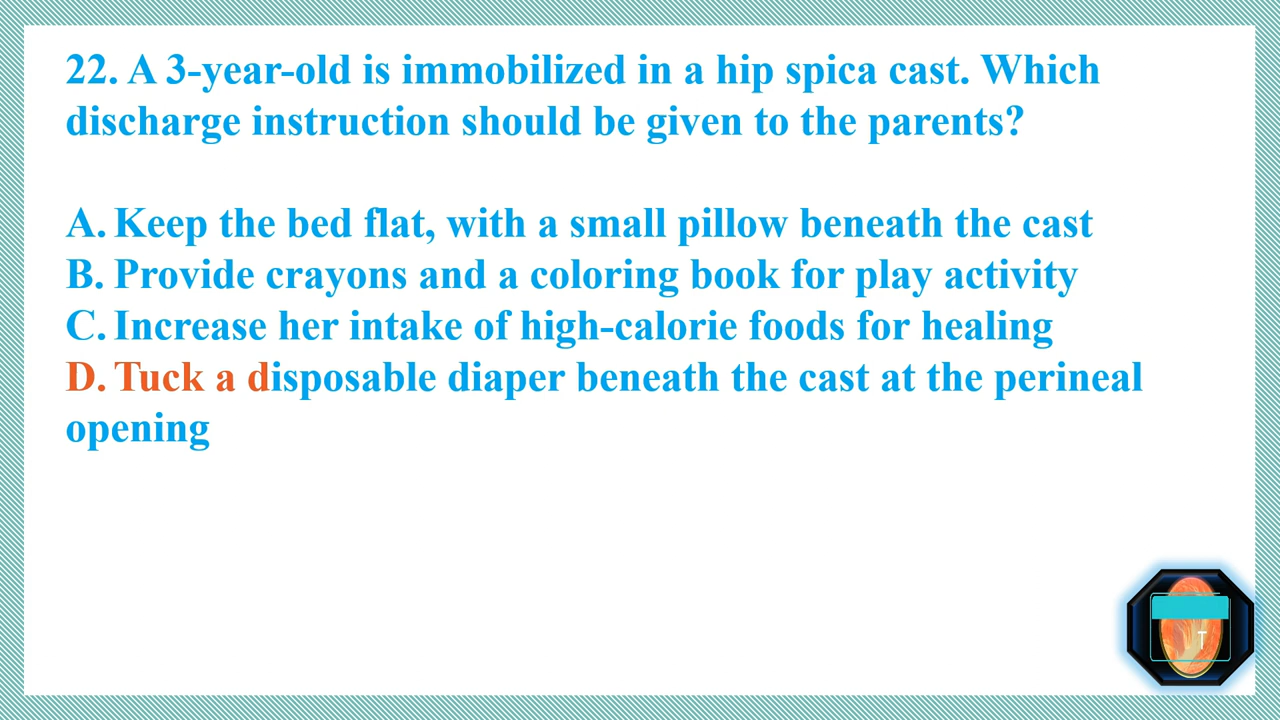 22. A 3-year-old is immobilized in a hip spica cast. Which
discharge instruction should be given to the parents?
A. Keep the bed flat, with a small pillow beneath the cast
B. Provide crayons and a coloring book for play activity
C. Increase her intake of high-calorie foods for healing
D. Tuck a disposable diaper beneath the cast at the perineal
opening
T